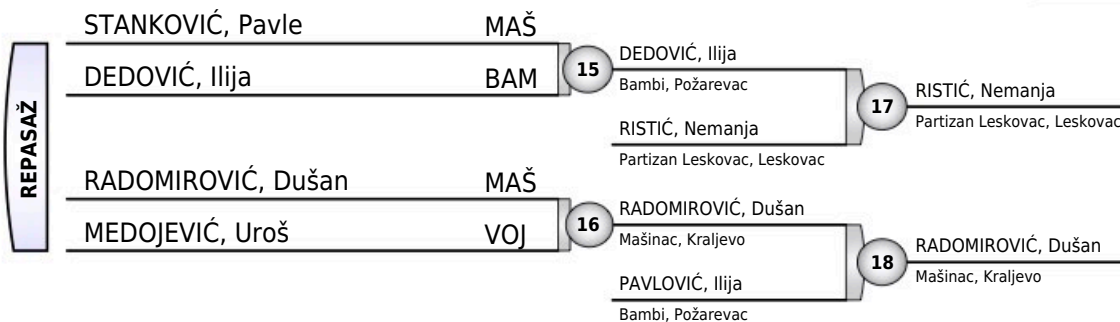 REPASAŽ
STANKOVIĆ, Pavle MAŠ
DEDOVIĆ, Ilija BAM
15
DEDOVIĆ, Ilija
Bambi, Požarevac
RISTIĆ, Nemanja
Partizan Leskovac, Leskovac
17
RISTIĆ, Nemanja
Partizan Leskovac, Leskovac
RADOMIROVIĆ, Dušan MAŠ
MEDOJEVIĆ, Uroš VOJ
16
RADOMIROVIĆ, Dušan
Mašinac, Kraljevo
PAVLOVIĆ, Ilija
Bambi, Požarevac
18
RADOMIROVIĆ, Dušan
Mašinac, Kraljevo